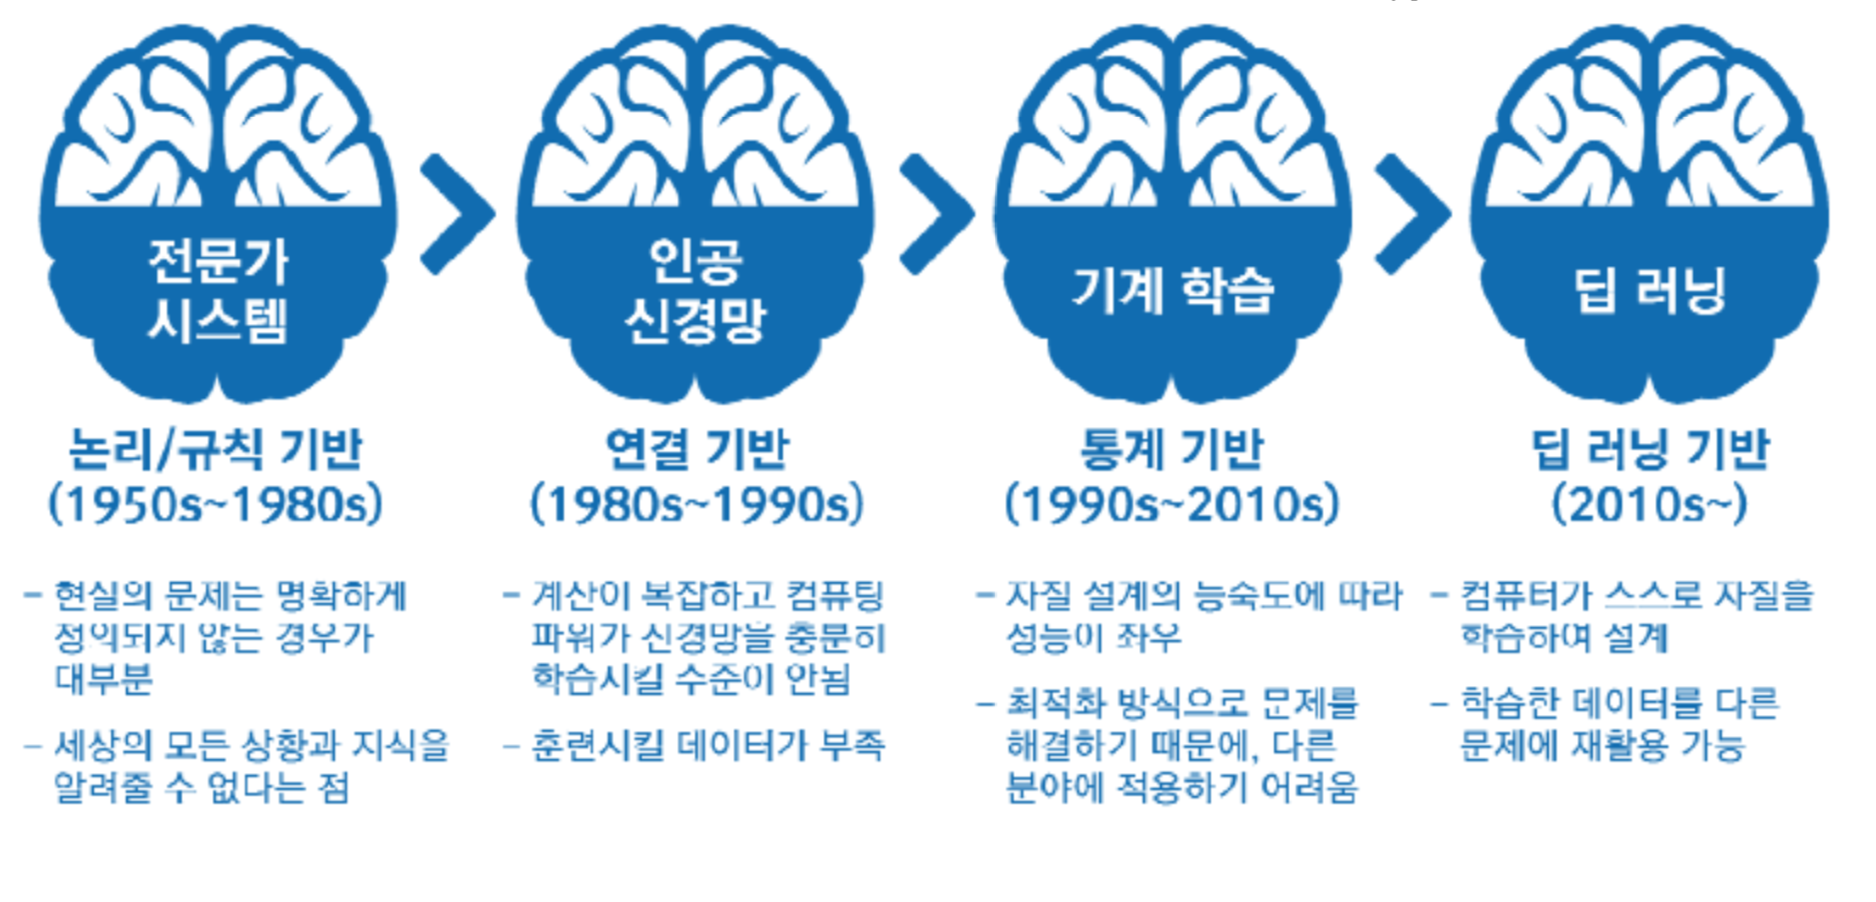 전문가
시스템
논리/규칙 기반
(1950s~1980s)
– 현실의 문제는 명확하게
정의되지 않는 경우가
대부분
– 세상의 모든 상황과 지식을
알려줄 수 없다는 점
인공
신경망
연결 기반
(1980s~1990s)
– 계산이 복잡하고 컴퓨팅
파워가 신경망을 충분히
학습시킬 수준이 안됨
– 훈련시킬 데이터가 부족
기계 학습
통계 기반
(1990s~2010s)
– 자질 설계의 능숙도에 따라
성능이 좌우
– 최적화 방식으로 문제를
해결하기 때문에, 다른
분야에 적용하기 어려움
딥 러닝
딥 러닝 기반
(2010s~)
– 컴퓨터가 스스로 자질을
학습하여 설계
– 학습한 데이터를 다른
문제에 재활용 가능